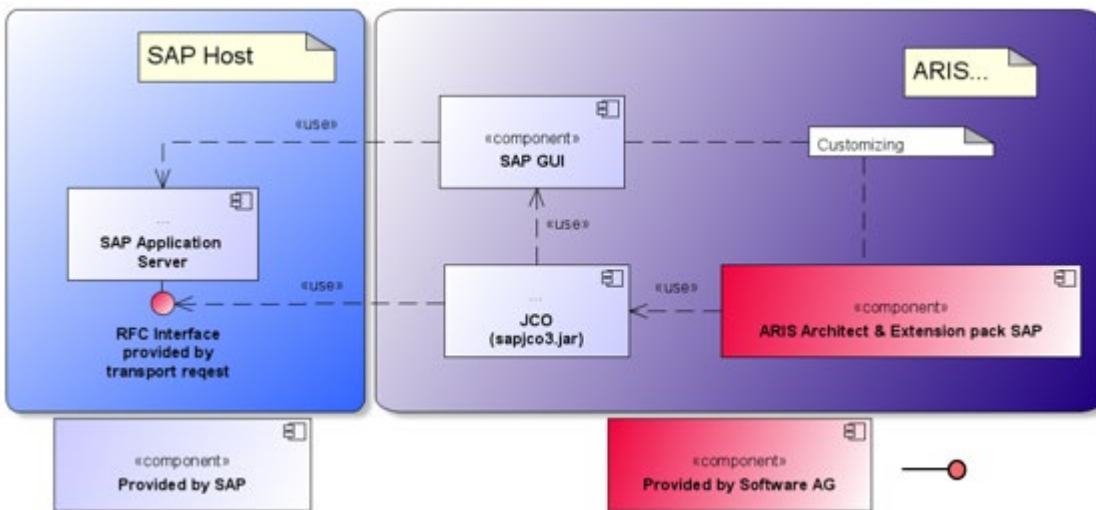 SAP Host
ARIS...
«use»
«component»
SAP GUI
Customizing
...
SAP Application
Server
«use»
«use»
...
JCO
(sapjco3.jar)
«use»
«component»
ARIS Architect & Extension pack SAP
RFC Interface
provided by
transport reqest
«component»
Provided by SAP
«component»
Provided by Software AG